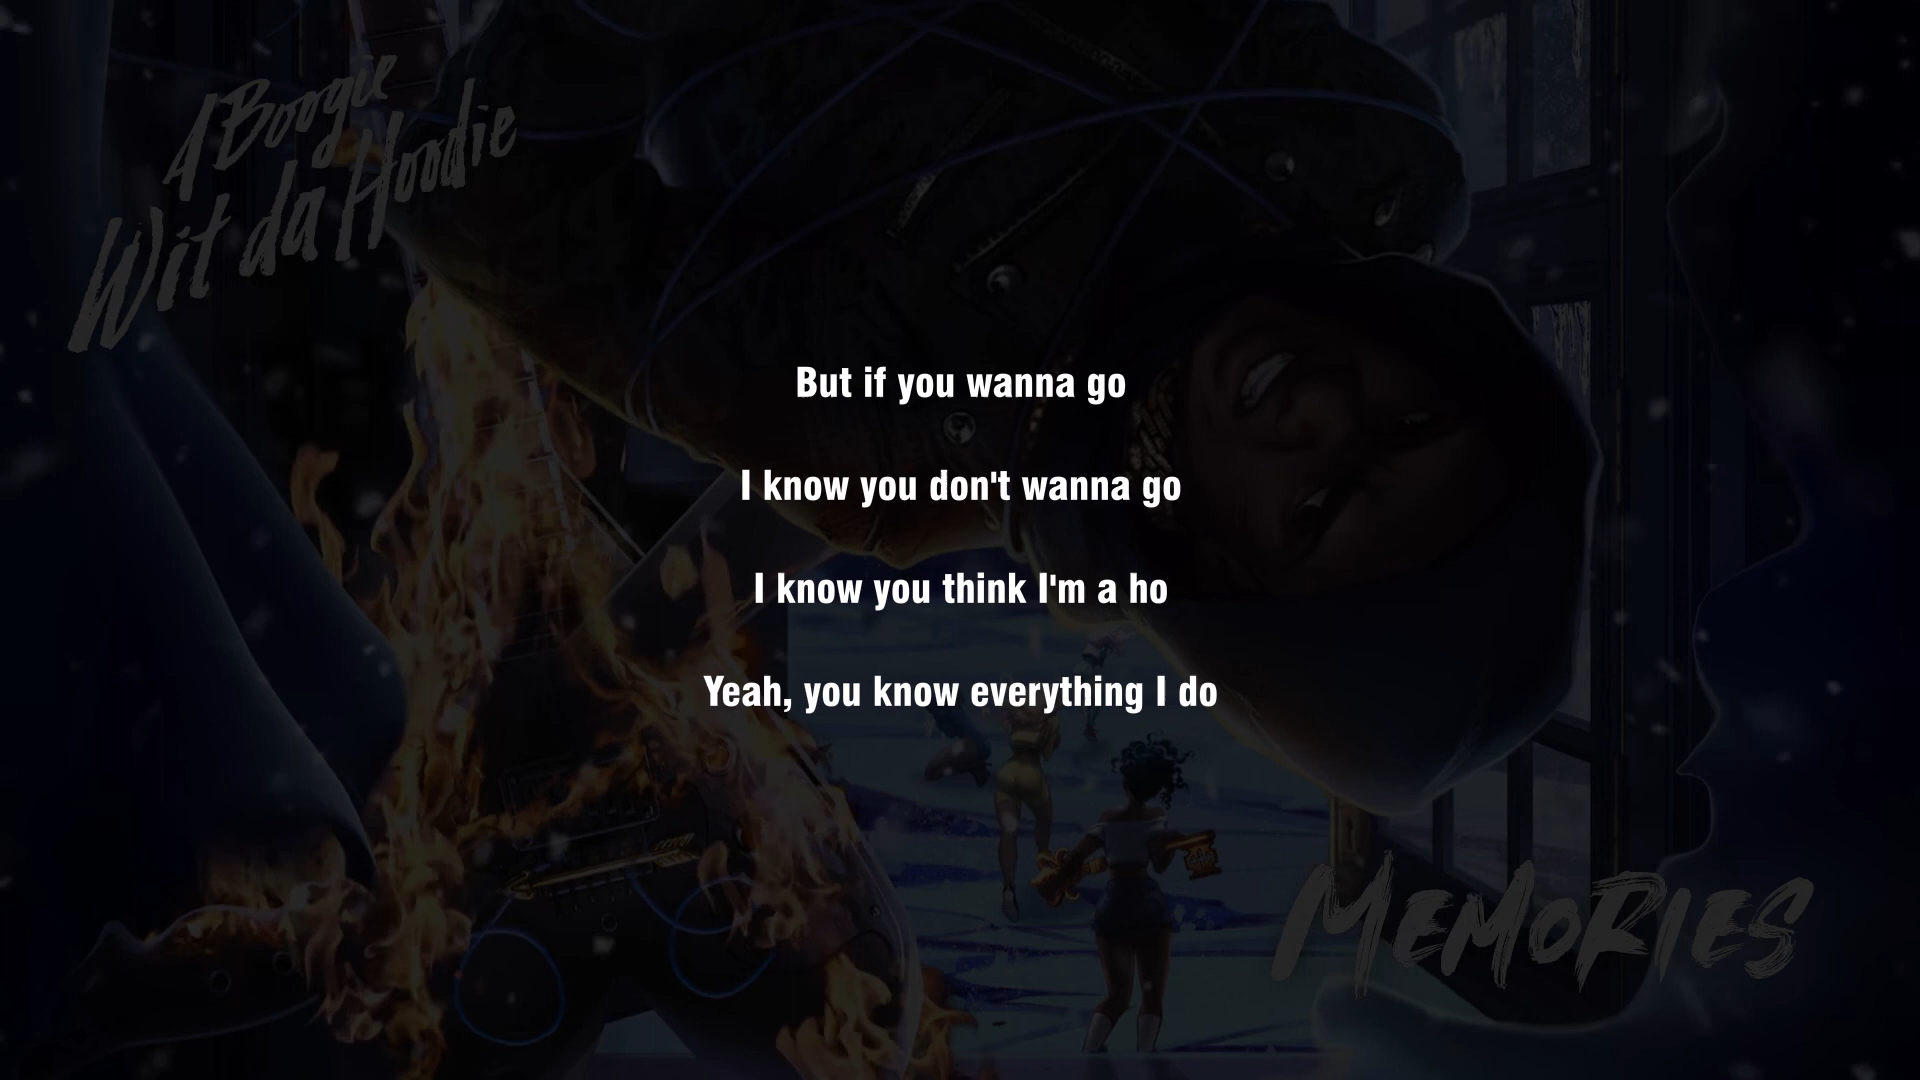 A Boogie
Wit da Hoodie
But if you wanna go
I know you don't wanna go
I know you think I'm a ho
Yeah, you know everything I do
MEMORIES